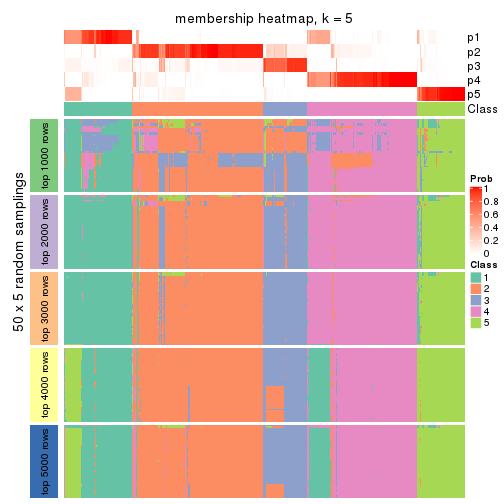 membership heatmap, k = 5
p1
p2
p3
p4
p5
Class
50 x 5 random samplings
top 1000 rows
top 2000 rows
top 3000 rows
top 4000 rows
top 5000 rows
Prob
1
0.8
0.6
0.4
0.2
0
Class
1
2
3
4
5